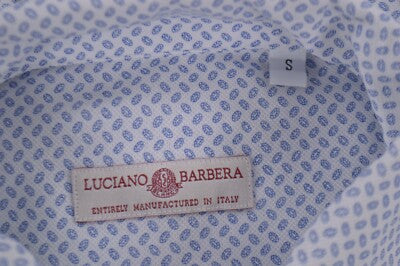 S
LUCIANO BARBERA
ENTIRELY MANUFACTURED IN ITALY